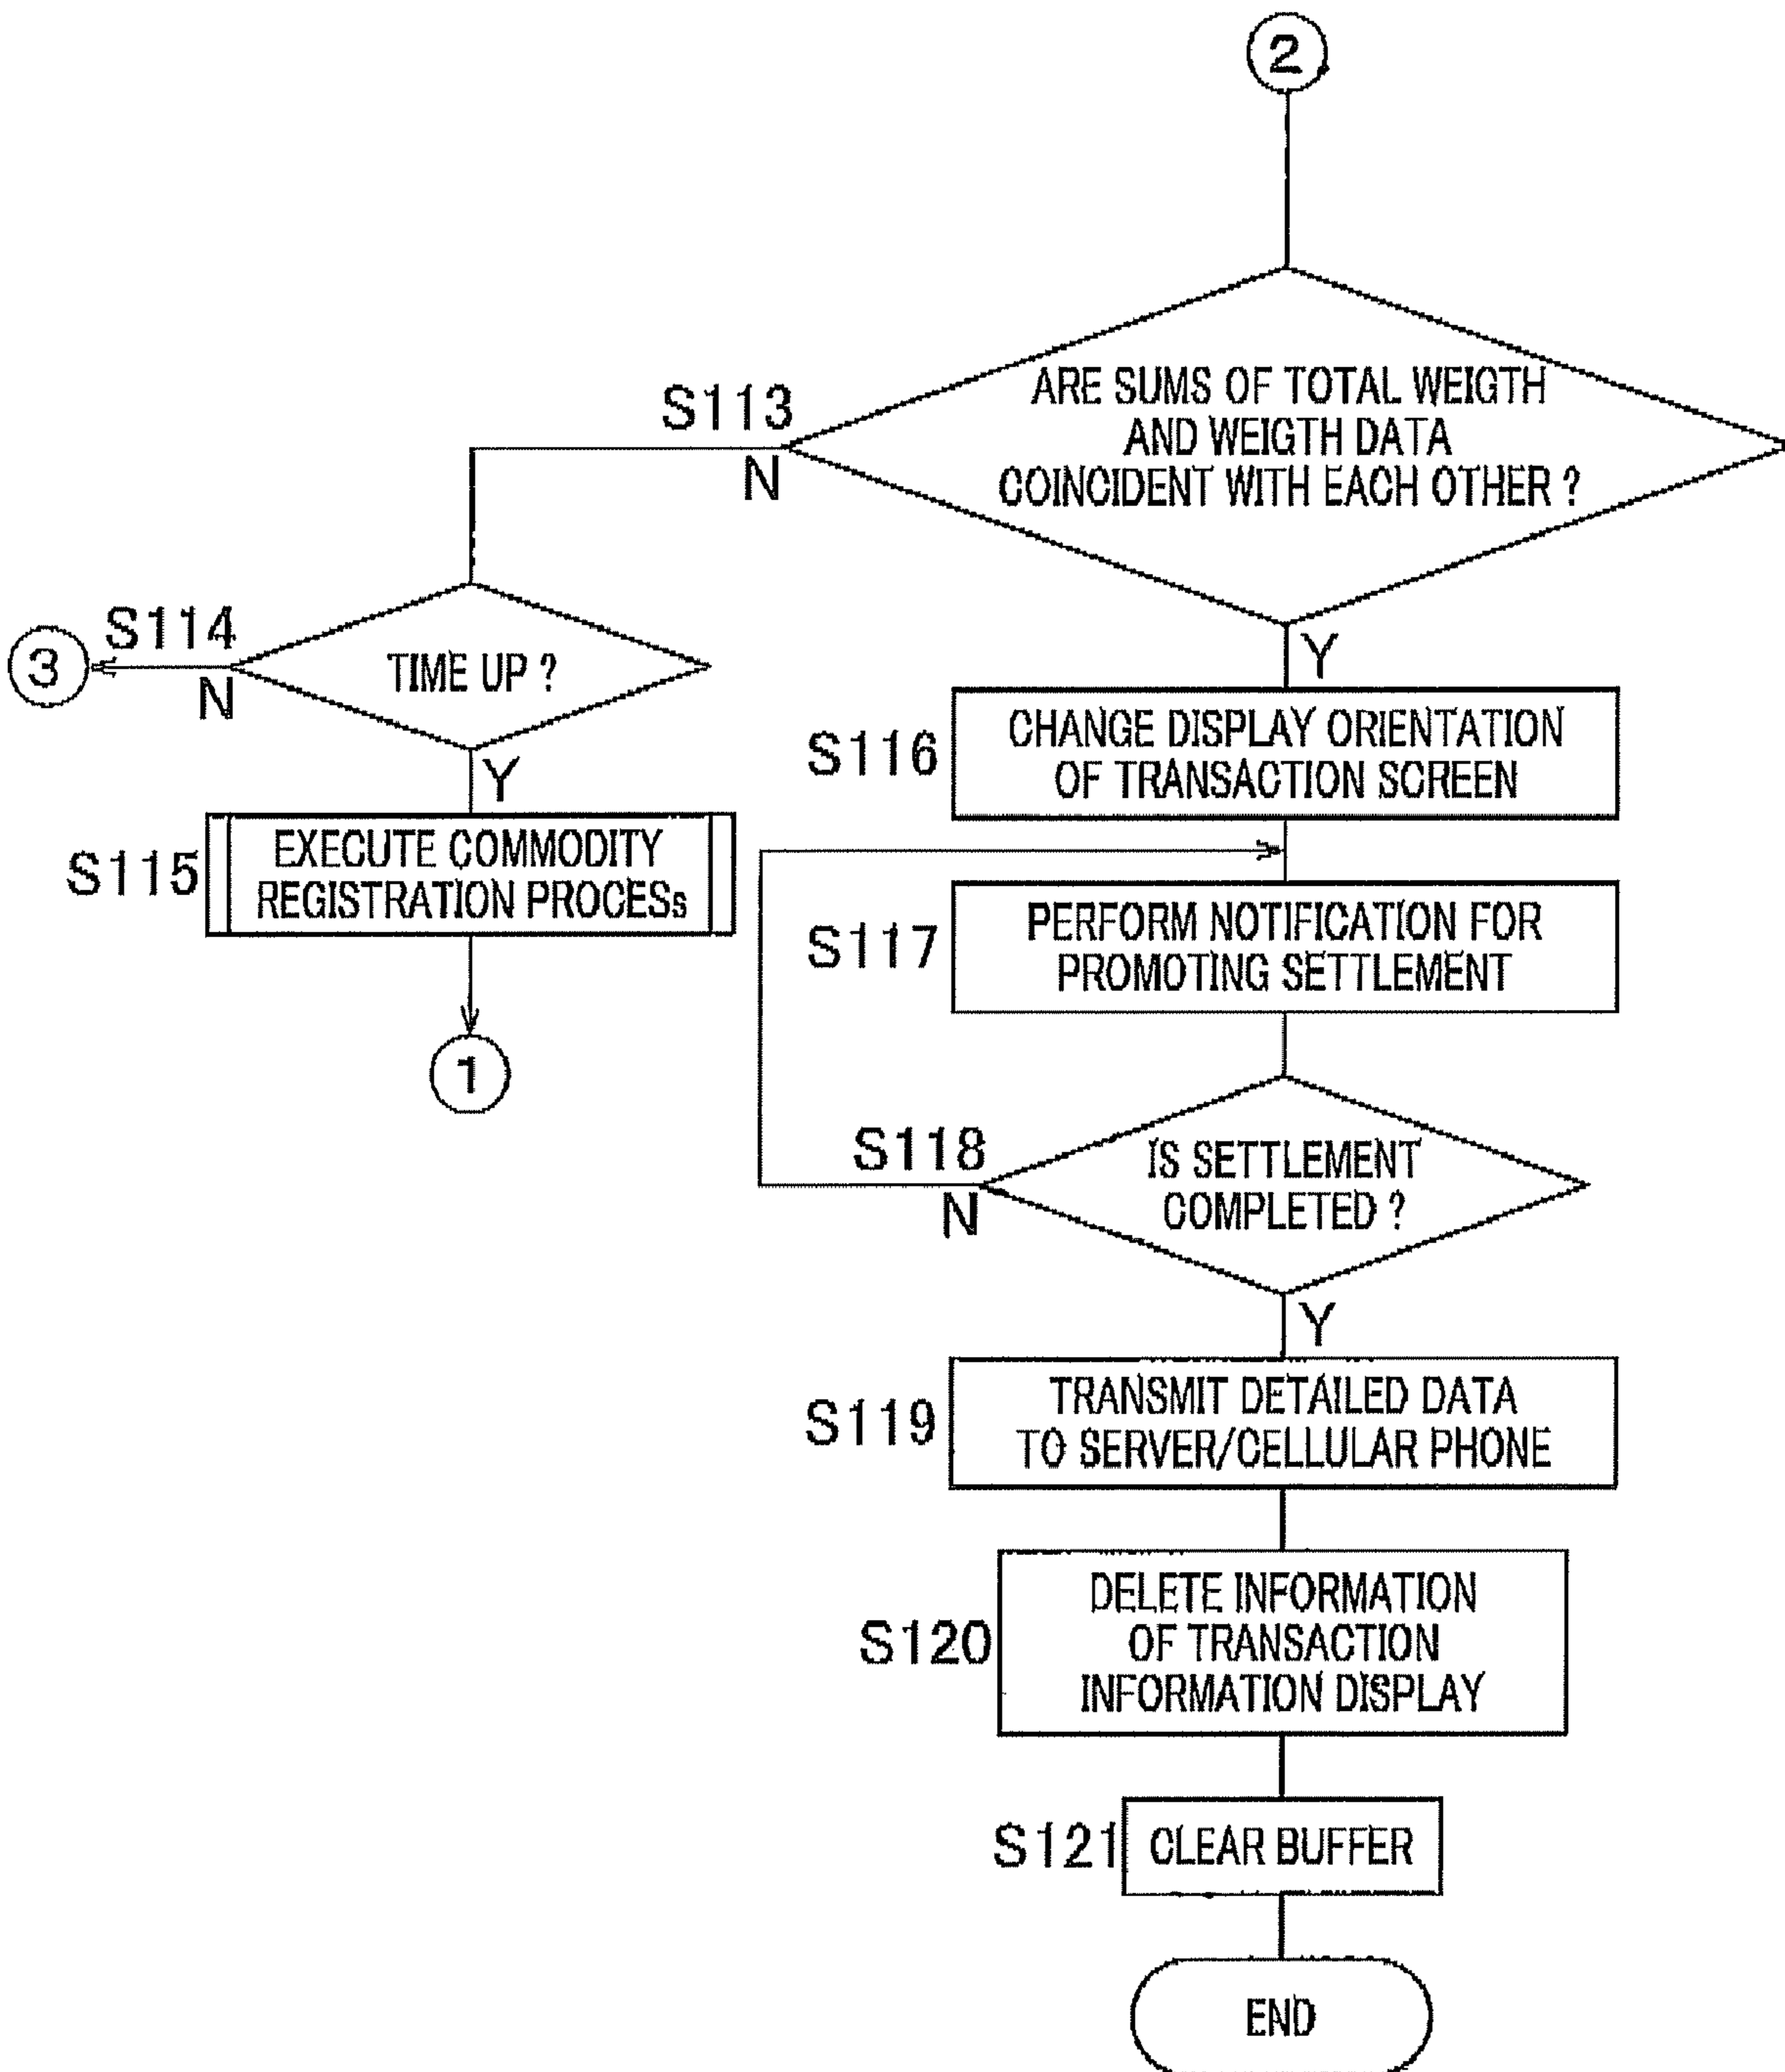 2
ARE SUMS OF TOTAL WEIGTH
AND WEIGTH DATA
COINCIDENT WITH EACH OTHER ?
S113
N
Y
S114
3
N
TIME UP ?
Y
S115
EXECUTE COMMODITY
REGISTRATION PROCESs
1
S116
CHANGE DISPLAY ORIENTATION
OF TRANSACTION SCREEN
S117
PERFORM NOTIFICATION FOR
PROMOTING SETTLEMENT
S118
N
IS SETTLEMENT
COMPLETED ?
Y
S119
TRANSMIT DETAILED DATA
TO SERVER/CELLULAR PHONE
S120
DELETE INFORMATION
OF TRANSACTION
INFORMATION DISPLAY
S121
CLEAR BUFFER
END